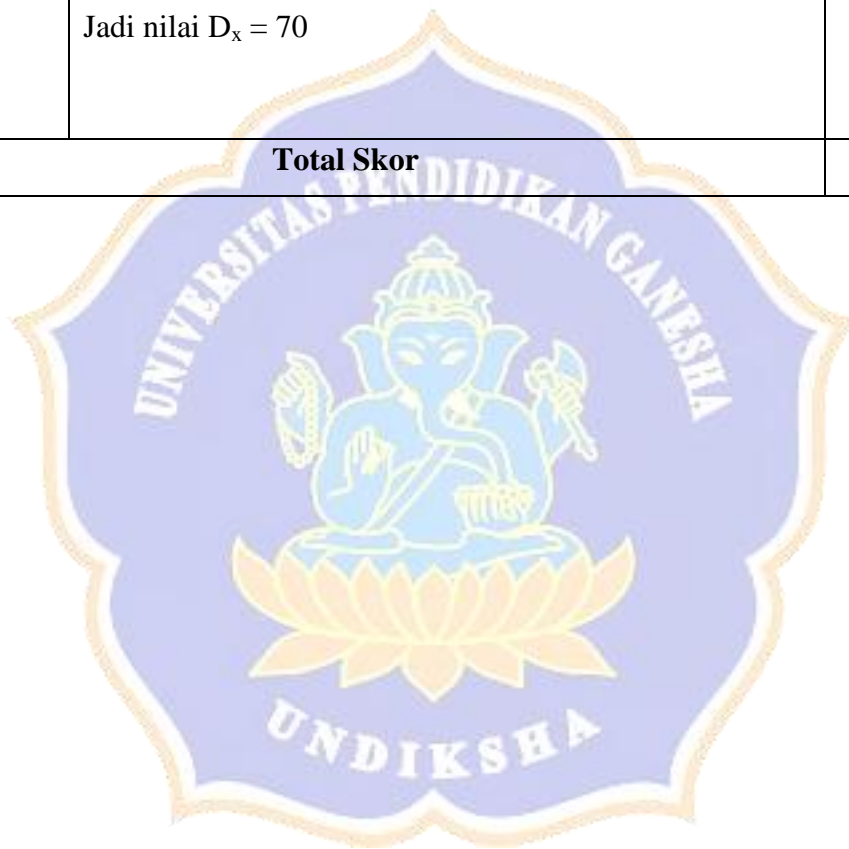 Jadi nilai Dₓ = 70
Total Skor
UNIVERSITAS PENDIDIKAN GANESHA
UNDIKSHA